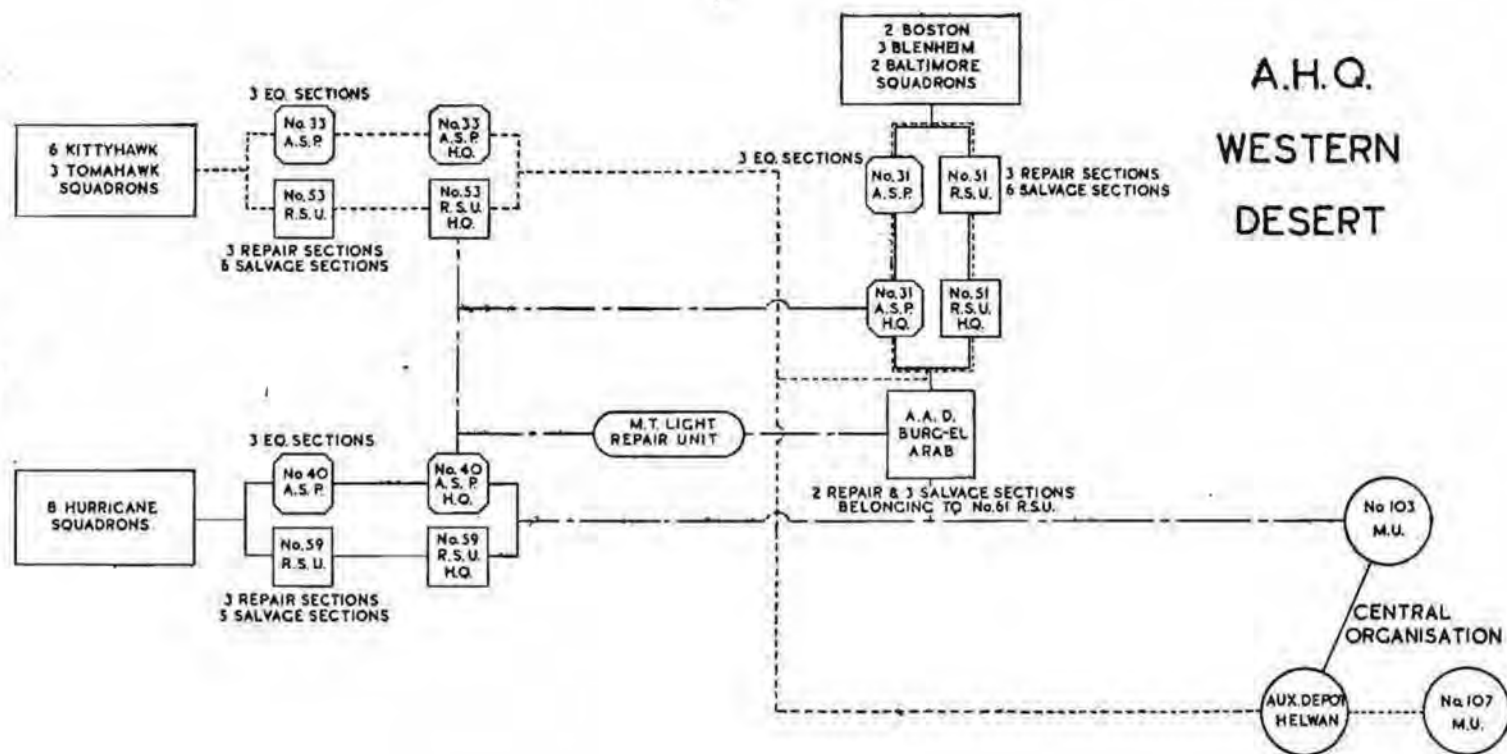 2 BOSTON
3 BLENHEIM
2 BALTIMORE
SQUADRONS
A.H.Q.
WESTERN
DESERT
3 EQ. SECTIONS
6 KITTYHAWK
3 TOMAHAWK
SQUADRONS
No.33
A.S.P.
No.33
A.S.P.
H.Q.
No.53
R.S.U.
No.53
R.S.U.
H.Q.
3 REPAIR SECTIONS
6 SALVAGE SECTIONS
3 EQ. SECTIONS
No.31
A.S.P.
No.51
R.S.U.
3 REPAIR SECTIONS
6 SALVAGE SECTIONS
No.31
A.S.P.
H.Q.
No.51
R.S.U.
H.Q.
M.T. LIGHT
REPAIR UNIT
A.A.D.
BURG-EL
ARAB
2 REPAIR & 3 SALVAGE SECTIONS
BELONGING TO No.61 R.S.U.
3 EQ. SECTIONS
8 HURRICANE
SQUADRONS
No.40
A.S.P.
No.40
A.S.P.
H.Q.
No.59
R.S.U.
No.59
R.S.U.
H.Q.
3 REPAIR SECTIONS
5 SALVAGE SECTIONS
No 103
M.U.
CENTRAL
ORGANISATION
AUX. DEPOT
HELWAN
No.107
M.U.